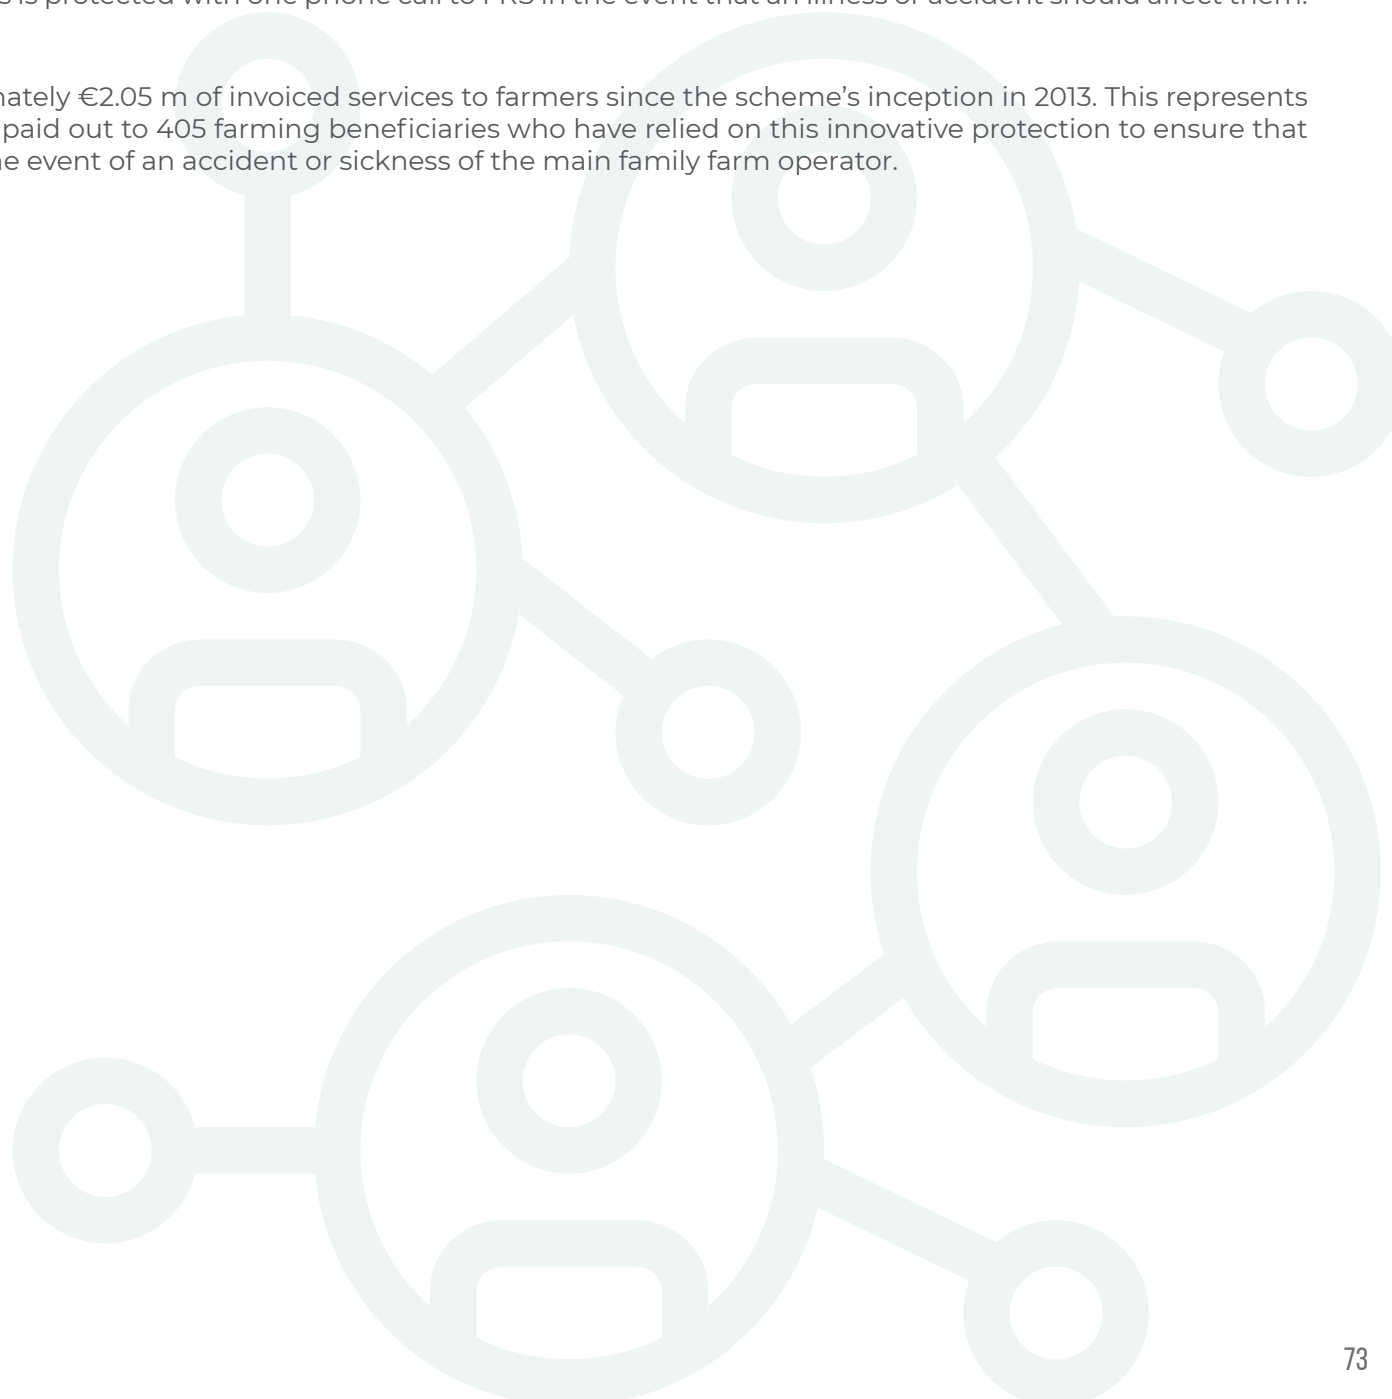 is protected with one phone call to FRS in the event that an illness or accident should affect them.
ately €2.05 m of invoiced services to farmers since the scheme’s inception in 2013. This represents
paid out to 405 farming beneficiaries who have relied on this innovative protection to ensure that
e event of an accident or sickness of the main family farm operator.
73